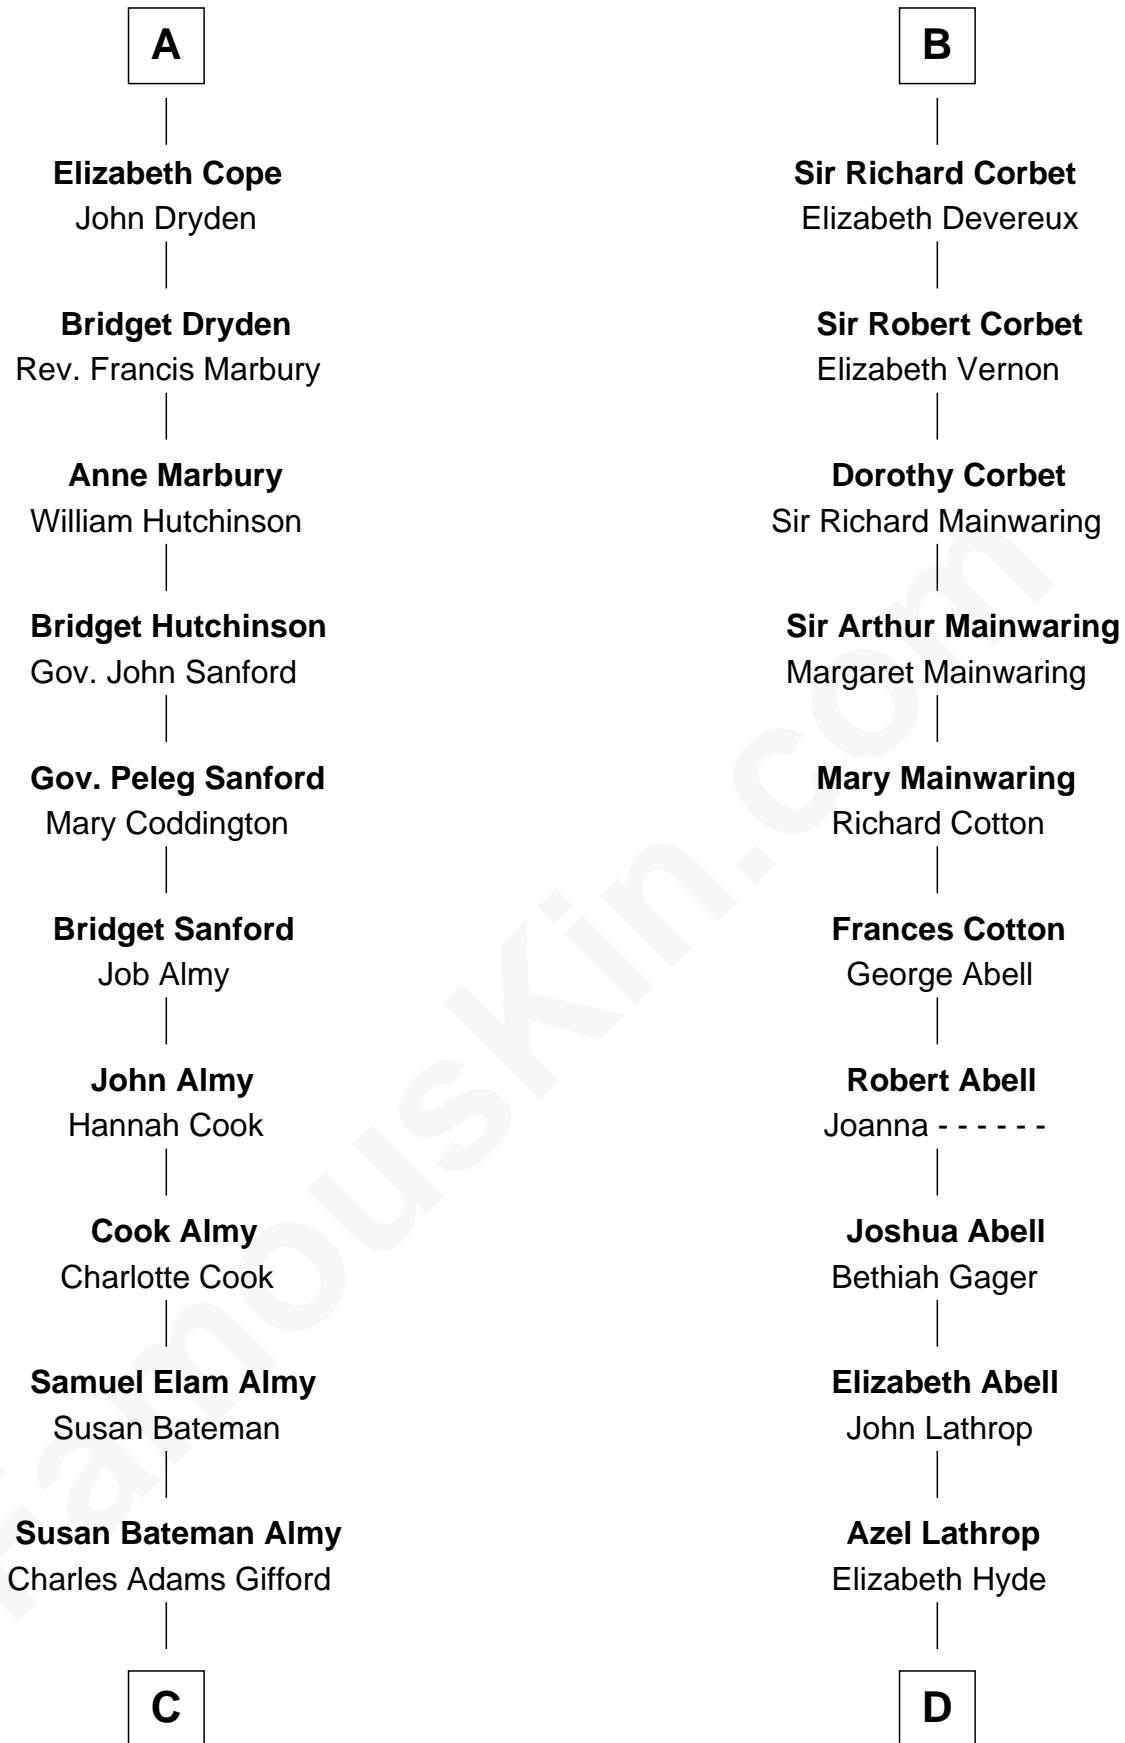 A
Elizabeth Cope
John Dryden
Bridget Dryden
Rev. Francis Marbury
Anne Marbury
William Hutchinson
Bridget Hutchinson
Gov. John Sanford
Gov. Peleg Sanford
Mary Coddington
Bridget Sanford
Job Almy
John Almy
Hannah Cook
Cook Almy
Charlotte Cook
Samuel Elam Almy
Susan Bateman
Susan Bateman Almy
Charles Adams Gifford
C
B
Sir Richard Corbet
Elizabeth Devereux
Sir Robert Corbet
Elizabeth Vernon
Dorothy Corbet
Sir Richard Mainwaring
Sir Arthur Mainwaring
Margaret Mainwaring
Mary Mainwaring
Richard Cotton
Frances Cotton
George Abell
Robert Abell
Joanna - - - - - -
Joshua Abell
Bethiah Gager
Elizabeth Abell
John Lathrop
Azel Lathrop
Elizabeth Hyde
D
FamousKin.com